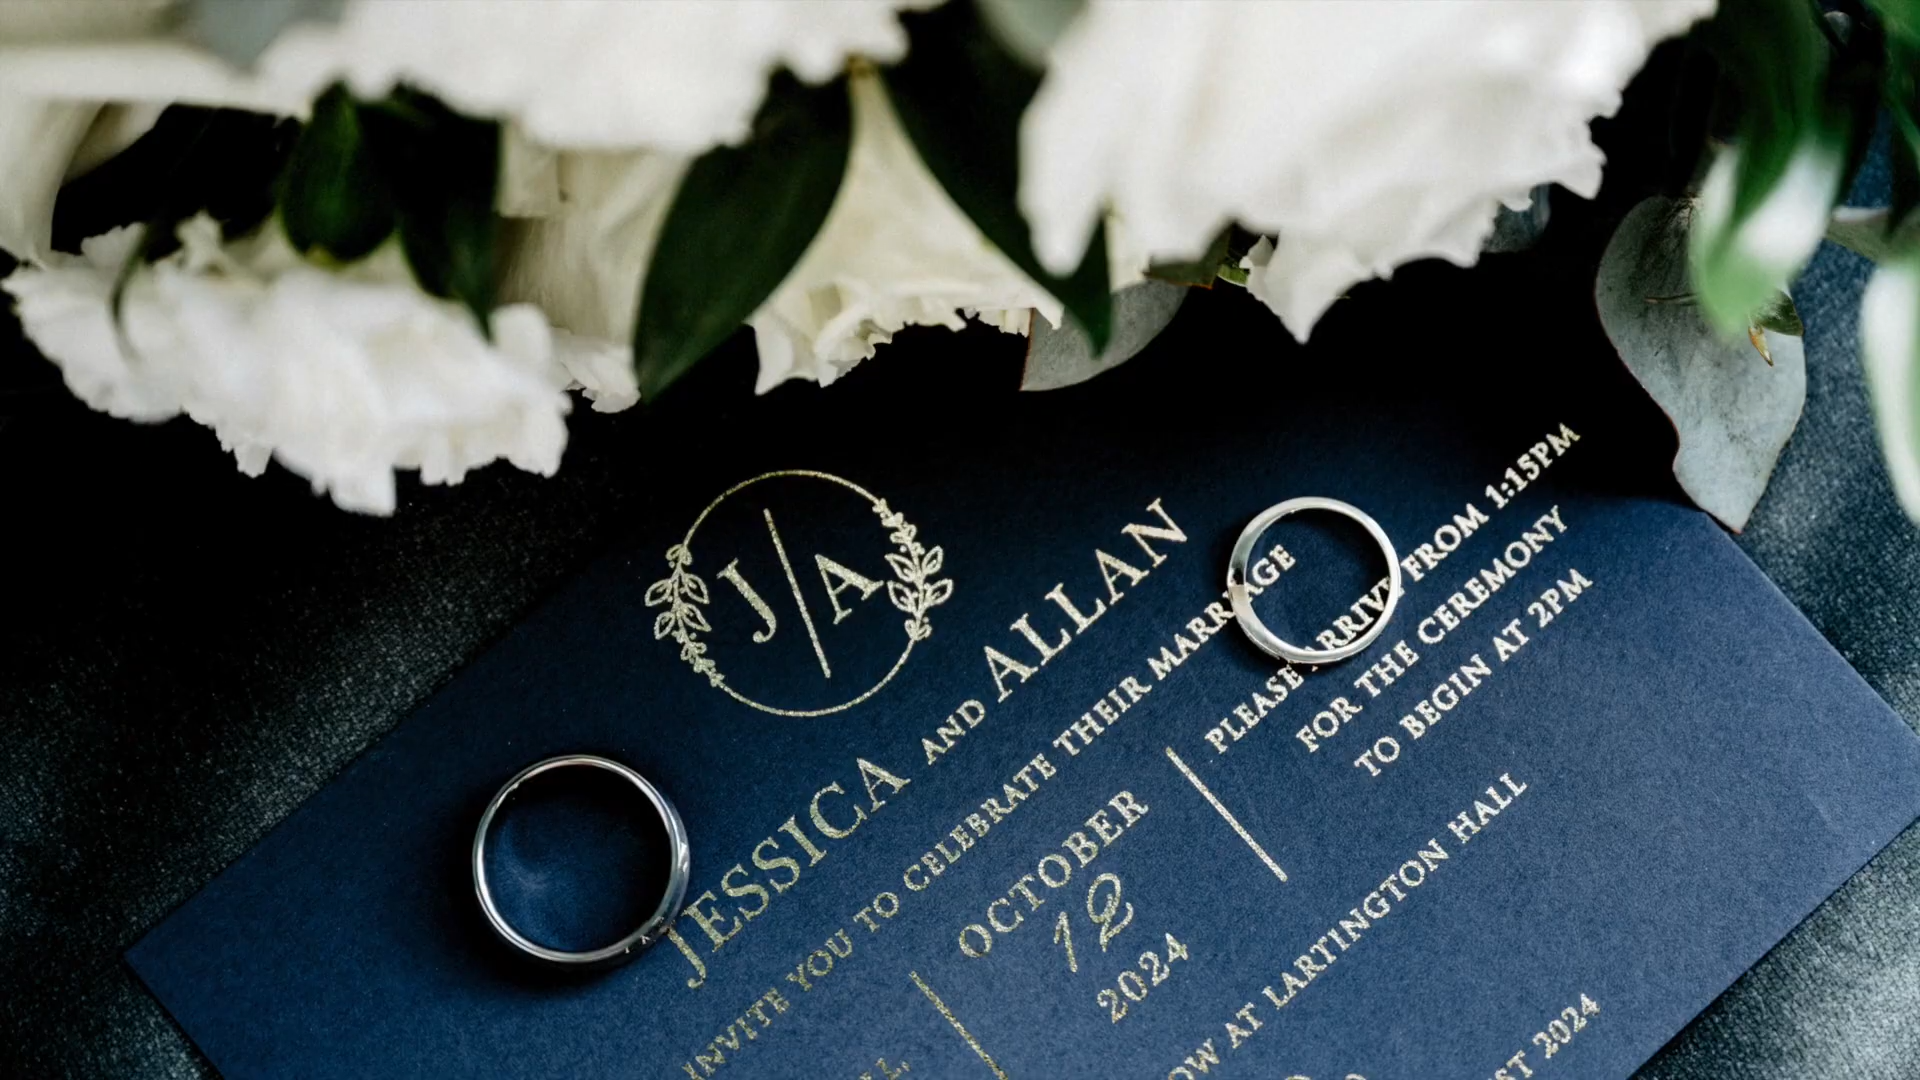 J A
JESSICA AND ALLAN
INVITE YOU TO CELEBRATE THEIR MARRIAGE
OCTOBER
12
2024
PLEASE ARRIVE FROM 1:15PM
FOR THE CEREMONY
TO BEGIN AT 2PM
AT LARTINGTON HALL
2024